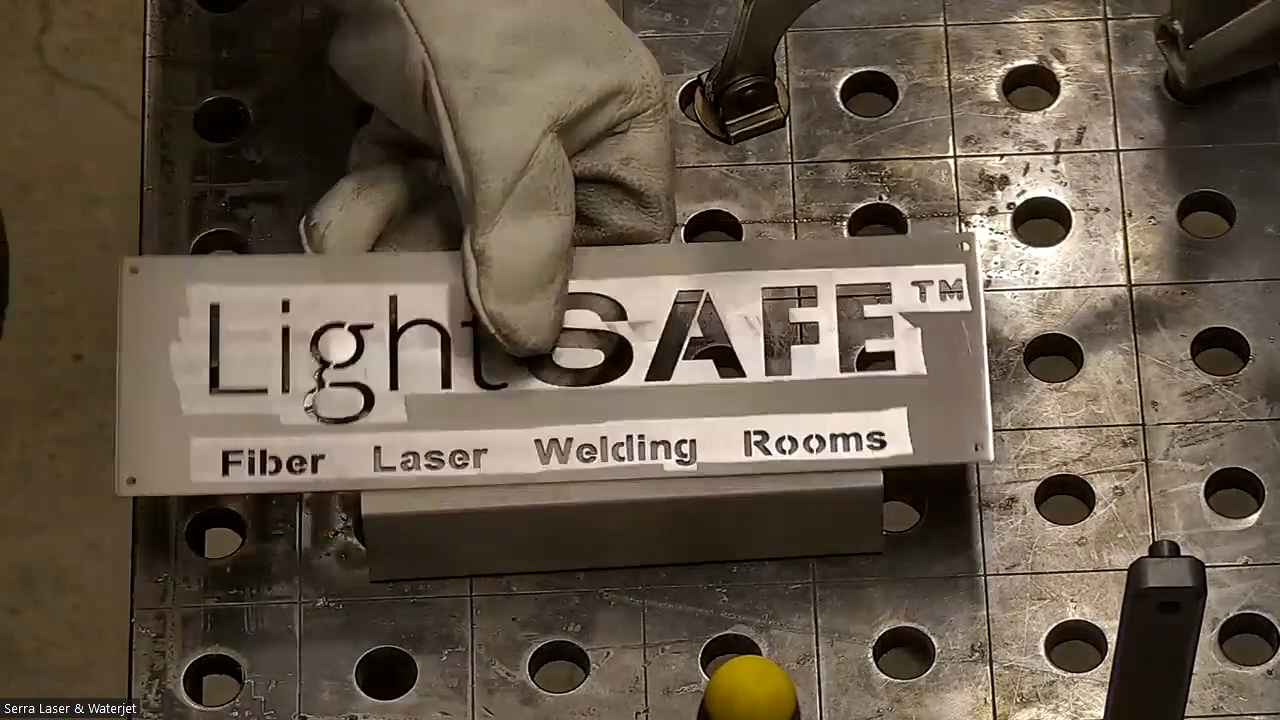 LightSAFE™
Fiber Laser Welding Rooms
Serra Laser & Waterjet